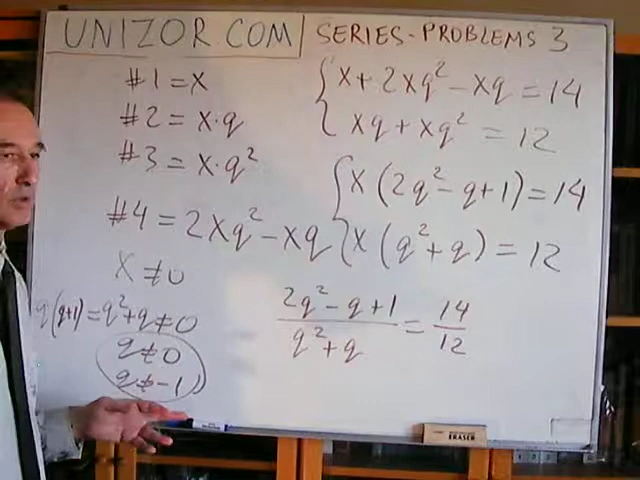 UNIZOR.COM SERIES-PROBLEMS 3
#1 = x
#2 = x·q
#3 = x·q²
#4 = 2xq² - xq
x ≠ 0
q(q+1) = q²+q ≠ 0
q ≠ 0
q ≠ -1
x + 2xq² - xq = 14
xq + xq² = 12
x(2q² - q + 1) = 14
x(q² + q) = 12
(2q² - q + 1)/(q² + q) = 14/12
ERASER